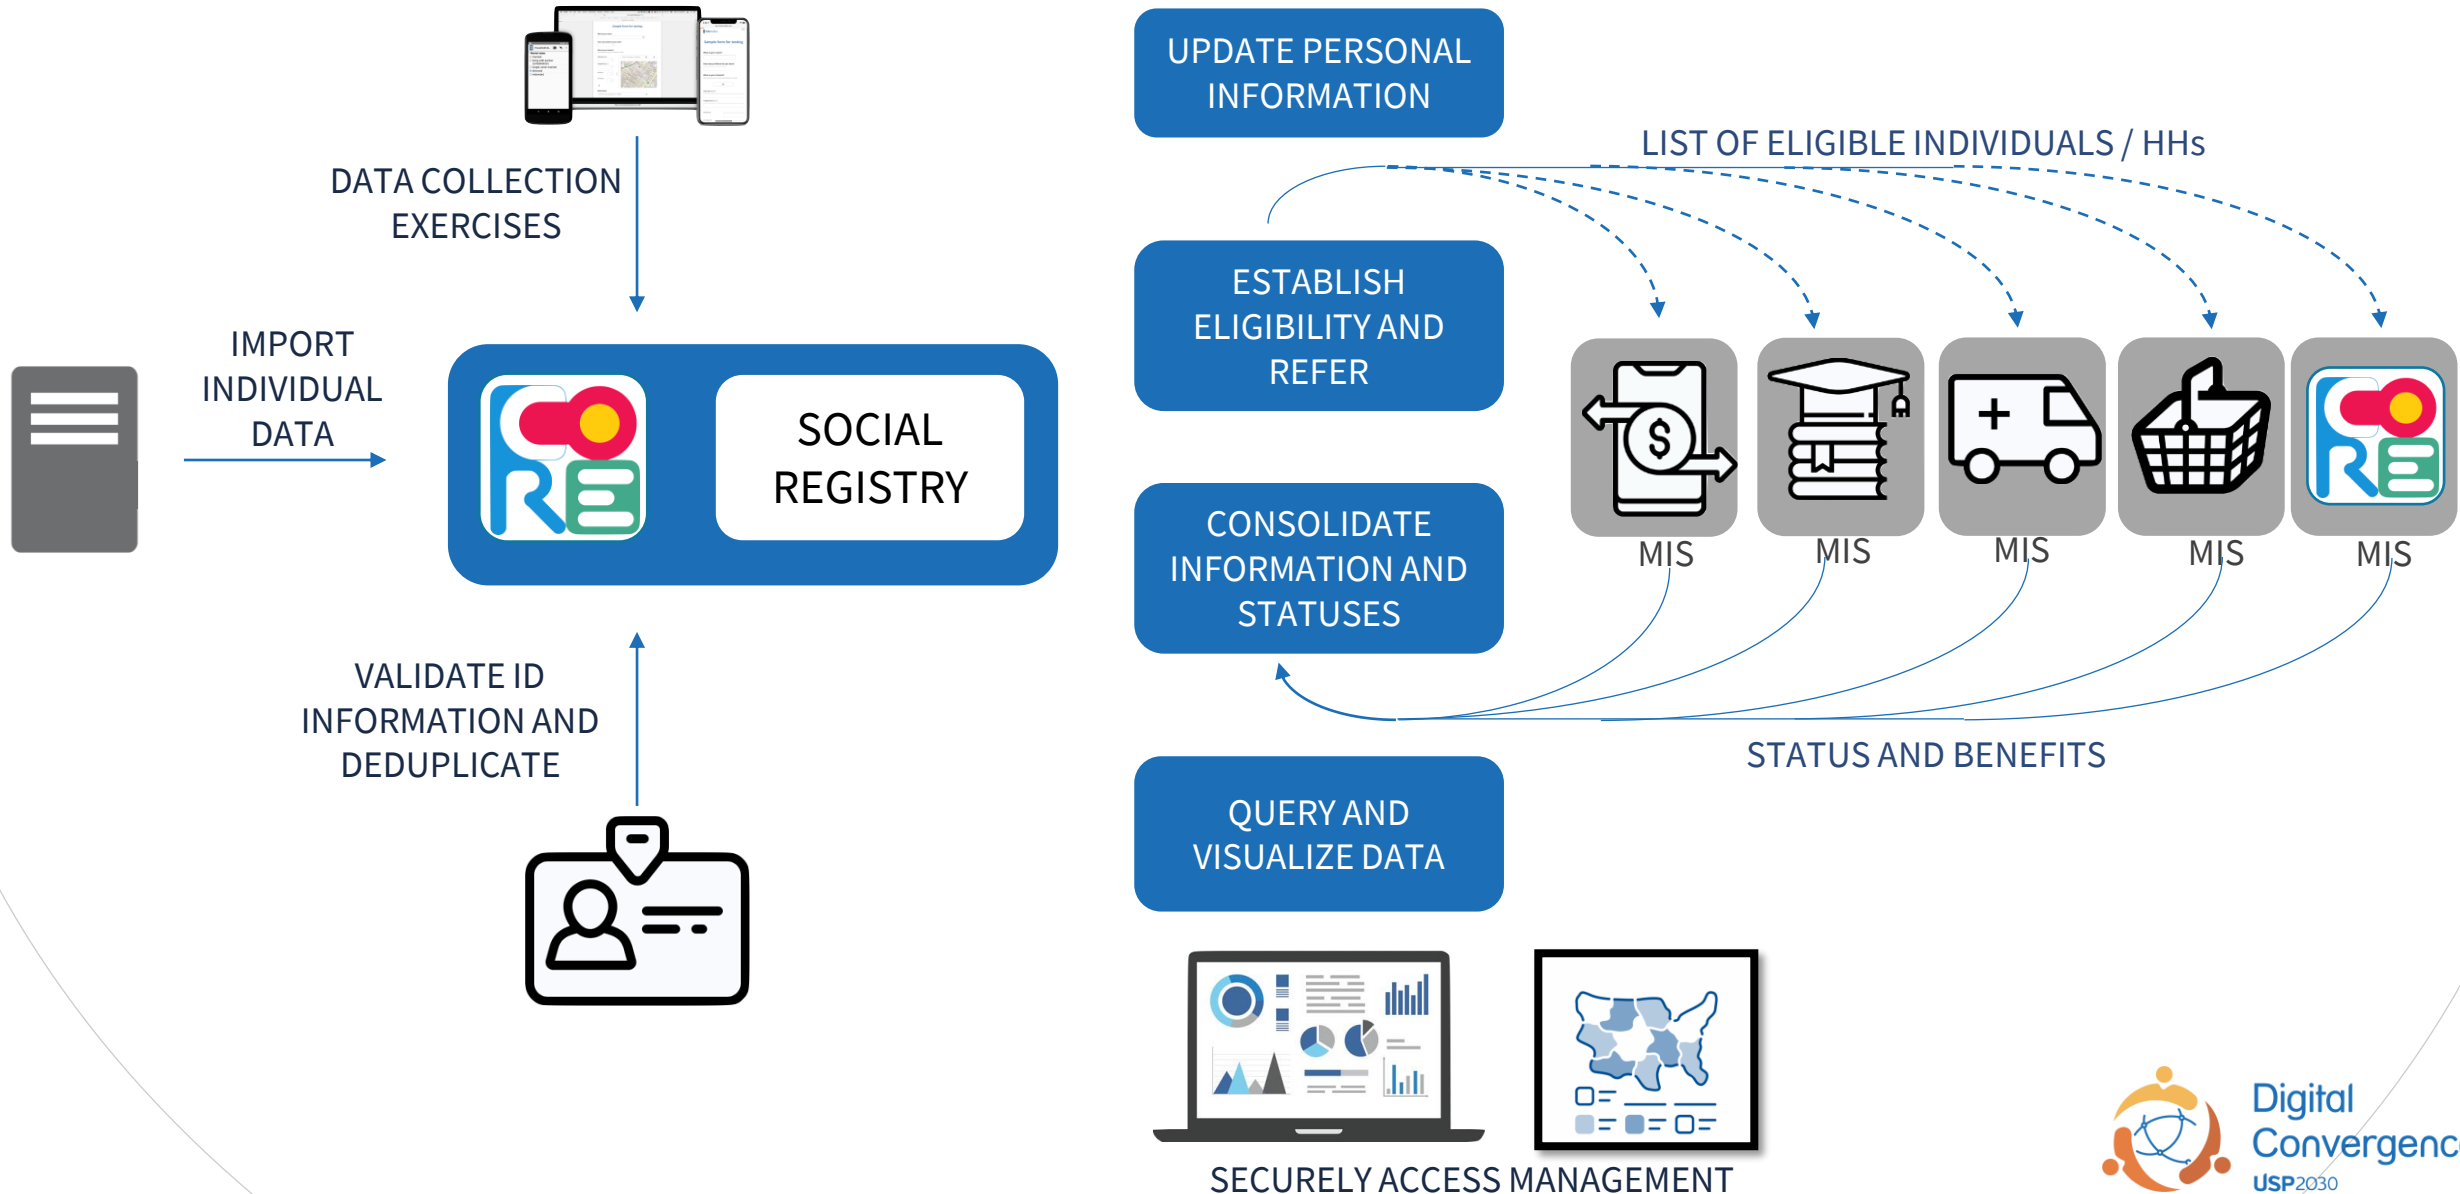 DATA COLLECTION
EXERCISES
IMPORT
INDIVIDUAL
DATA
CORE
SOCIAL
REGISTRY
VALIDATE ID
INFORMATION AND
DEDUPLICATE
UPDATE PERSONAL
INFORMATION
ESTABLISH
ELIGIBILITY AND
REFER
CONSOLIDATE
INFORMATION AND
STATUSES
QUERY AND
VISUALIZE DATA
LIST OF ELIGIBLE INDIVIDUALS / HHs
$
CORE
MIS
MIS
MIS
MIS
MIS
STATUS AND BENEFITS
SECURELY ACCESS MANAGEMENT
Digital
Convergenc
USP2030